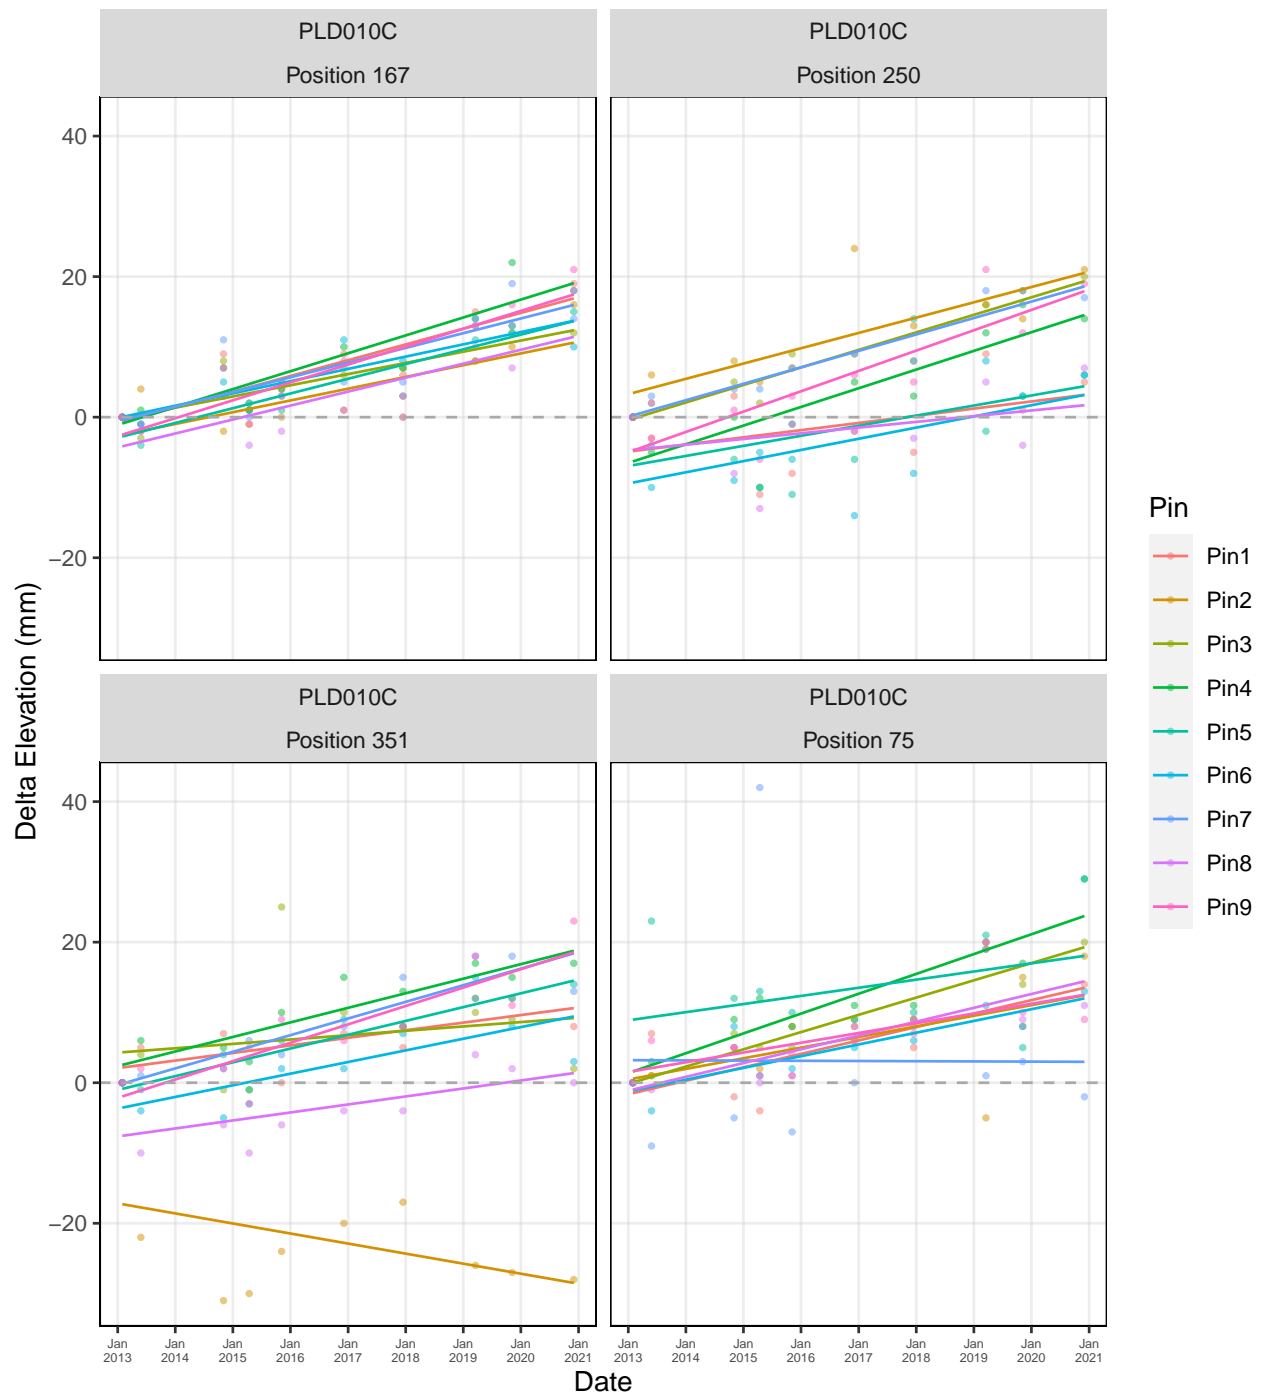 PLD010C
Position 167
PLD010C
Position 250
40
20
0
−20
PLD010C
Position 351
PLD010C
Position 75
40
20
0
−20
Jan 2013 Jan 2014 Jan 2015 Jan 2016 Jan 2017 Jan 2018 Jan 2019 Jan 2020 Jan 2021
Jan 2013 Jan 2014 Jan 2015 Jan 2016 Jan 2017 Jan 2018 Jan 2019 Jan 2020 Jan 2021
Date
Delta Elevation (mm)
Pin
Pin1
Pin2
Pin3
Pin4
Pin5
Pin6
Pin7
Pin8
Pin9